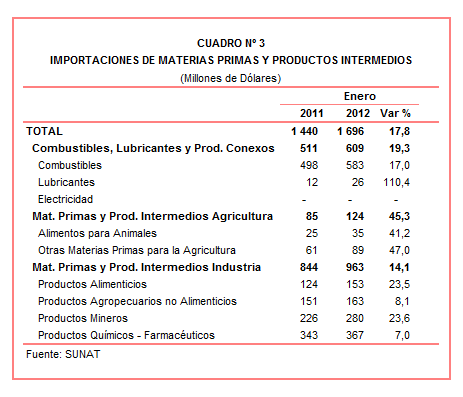 CUADRO Nº 3
IMPORTACIONES DE MATERIAS PRIMAS Y PRODUCTOS INTERMEDIOS
(Millones de Dólares)
Enero
2011 2012 Var %
TOTAL 1 440 1 696 17,8
Combustibles, Lubricantes y Prod. Conexos 511 609 19,3
Combustibles 498 583 17,0
Lubricantes 12 26 110,4
Electricidad - - -
Mat. Primas y Prod. Intermedios Agricultura 85 124 45,3
Alimentos para Animales 25 35 41,2
Otras Materias Primas para la Agricultura 61 89 47,0
Mat. Primas y Prod. Intermedios Industria 844 963 14,1
Productos Alimenticios 124 153 23,5
Productos Agropecuarios no Alimenticios 151 163 8,1
Productos Mineros 226 280 23,6
Productos Químicos - Farmacéuticos 343 367 7,0
Fuente: SUNAT